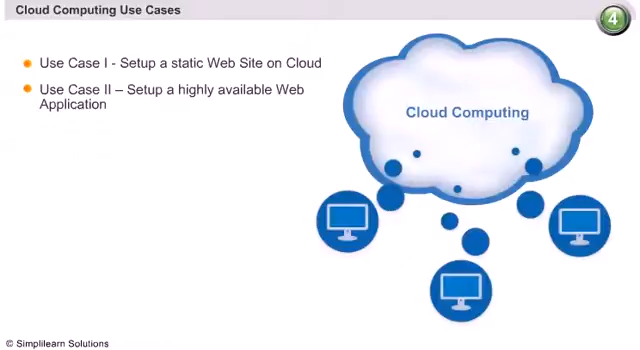 Cloud Computing Use Cases
4
Use Case I - Setup a static Web Site on Cloud
Use Case II – Setup a highly available Web
Application
Cloud Computing
© Simplilearn Solutions